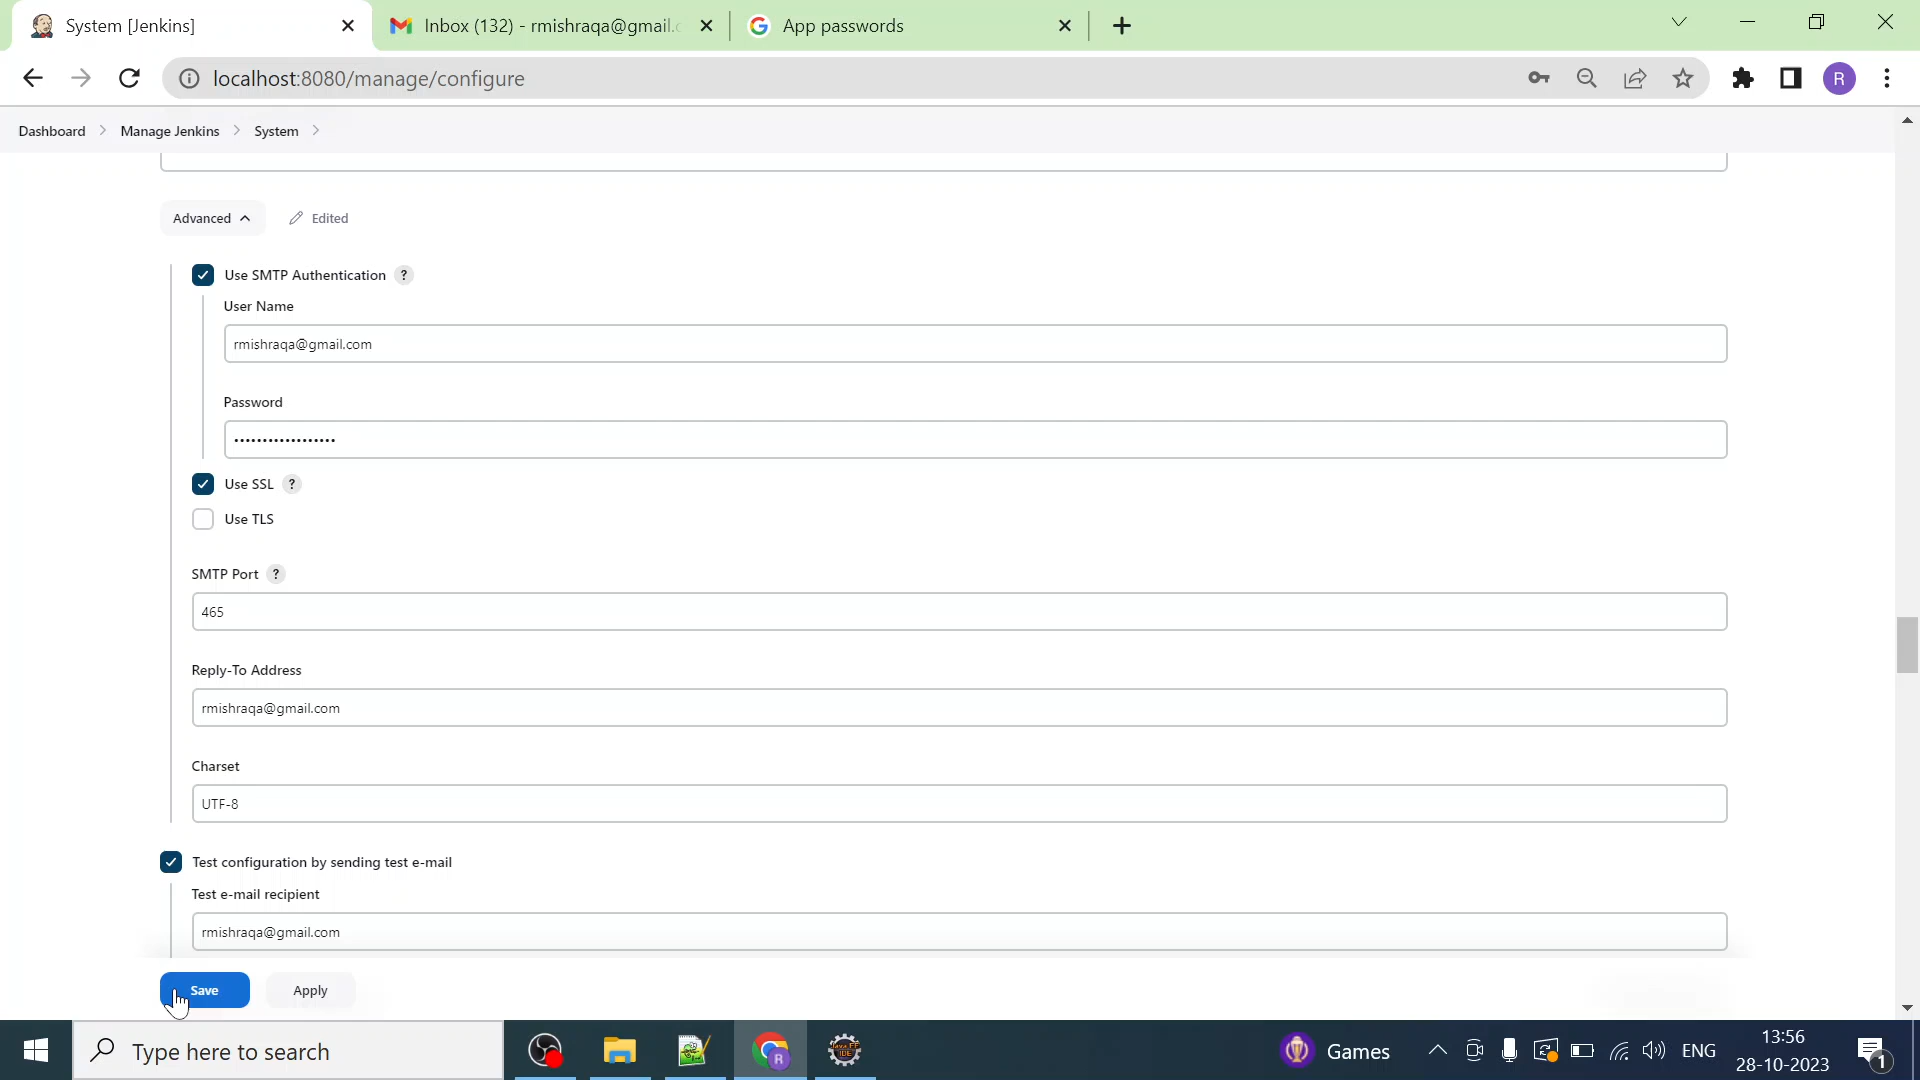 System [Jenkins]
Inbox (132) - rmishraqa@gmail.c
App passwords
localhost:8080/manage/configure
R
Dashboard
Manage Jenkins
System
Advanced
Edited
Use SMTP Authentication ?
User Name
rmishraqa@gmail.com
Password
••••••••••••••••••
Use SSL ?
Use TLS
SMTP Port ?
465
Reply-To Address
rmishraqa@gmail.com
Charset
UTF-8
Test configuration by sending test e-mail
Test e-mail recipient
rmishraqa@gmail.com
Save
Apply
Type here to search
R
Games
ENG
13:56
28-10-2023
1